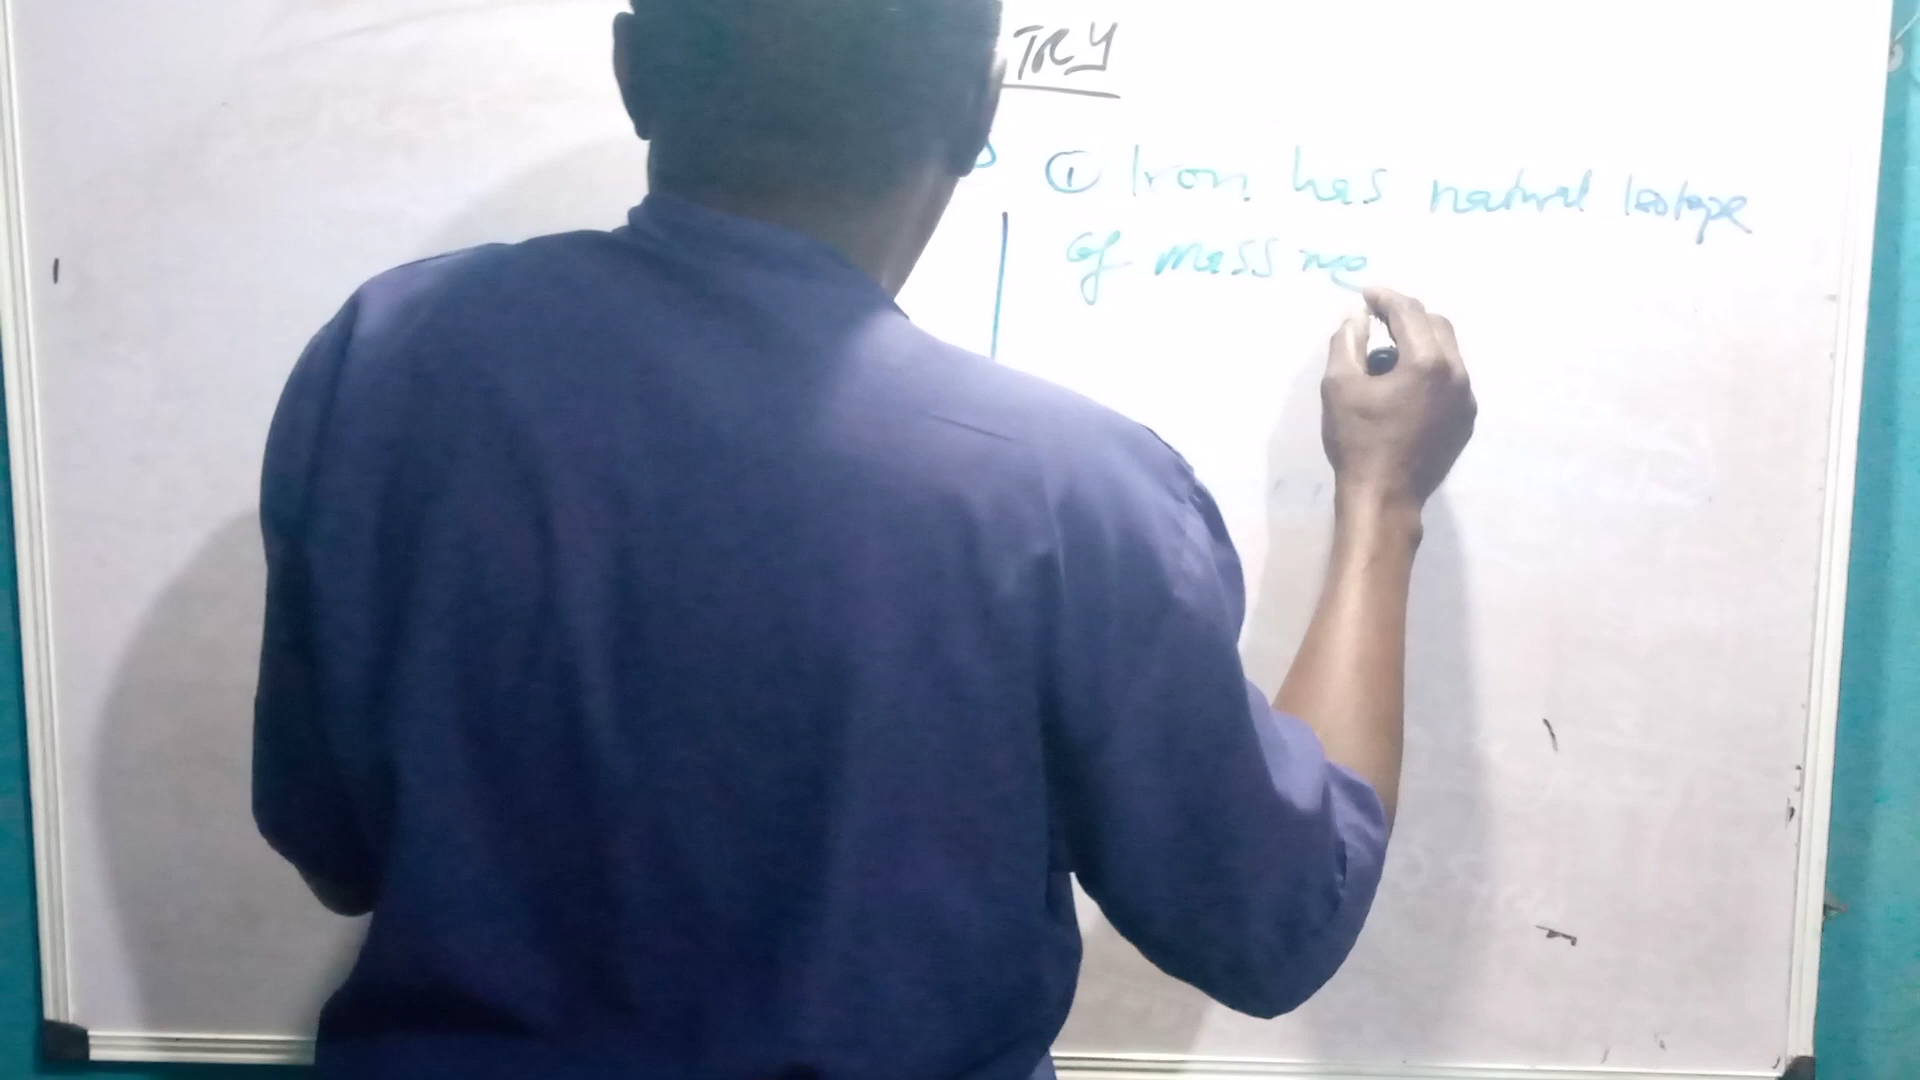 TRY
① Iron has natural Isotope
of mass no